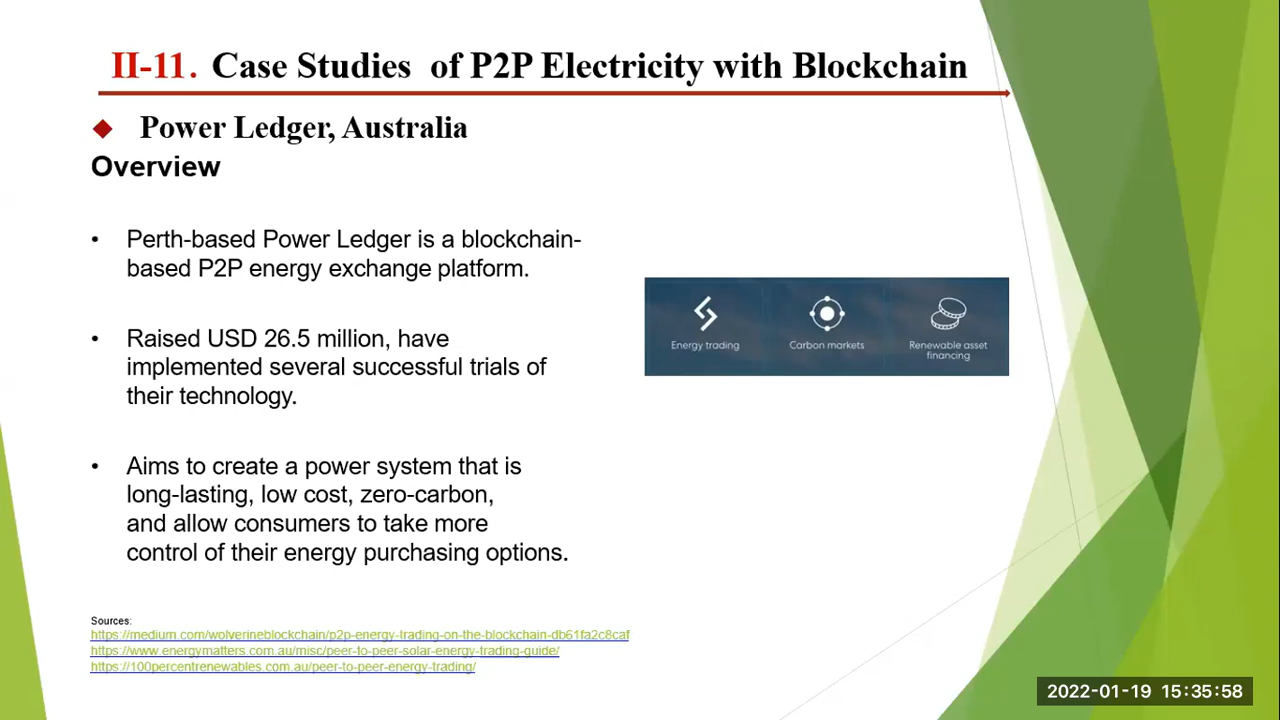 II-11. Case Studies of P2P Electricity with Blockchain
◆ Power Ledger, Australia
Overview
• Perth-based Power Ledger is a blockchain-
based P2P energy exchange platform.
• Raised USD 26.5 million, have
implemented several successful trials of
their technology.
• Aims to create a power system that is
long-lasting, low cost, zero-carbon,
and allow consumers to take more
control of their energy purchasing options.
Energy trading
Carbon markets
Renewable asset
financing
Sources:
https://medium.com/wolverineblockchain/p2p-energy-trading-on-the-blockchain-db61fa2c8caf
https://www.energymatters.com.au/misc/peer-to-peer-solar-energy-trading-guide/
https://100percentrenewables.com.au/peer-to-peer-energy-trading/
2022-01-19 15:35:58